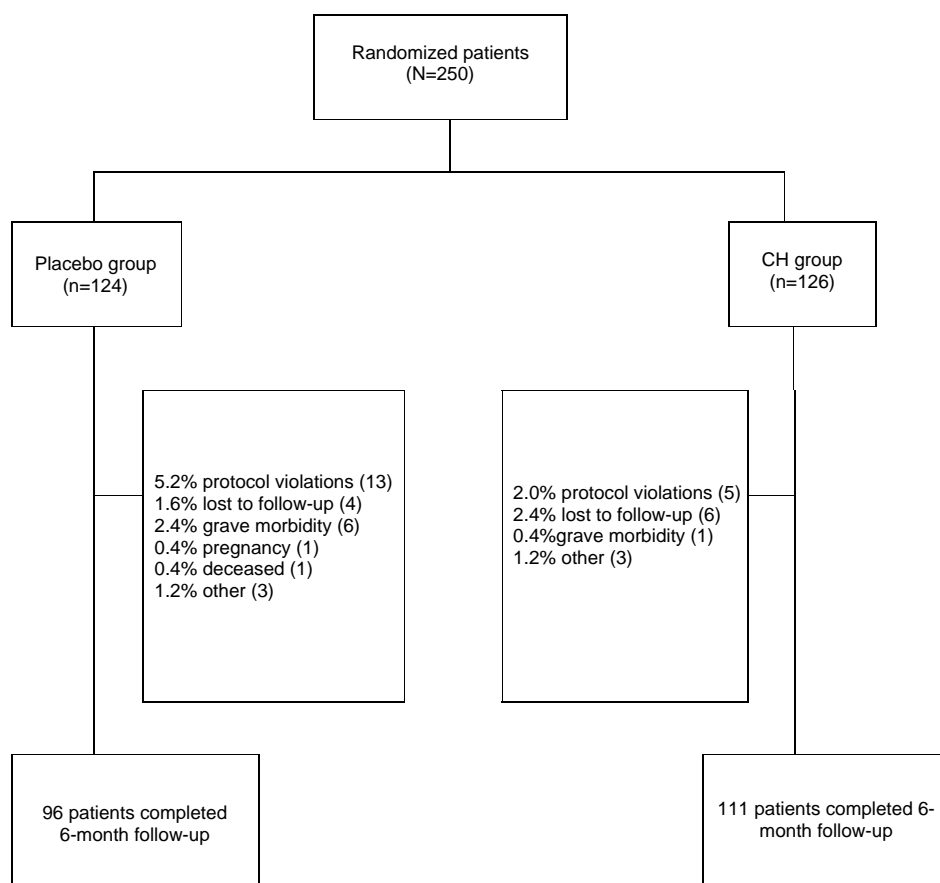 Randomized patients
(N=250)
Placebo group
(n=124)
CH group
(n=126)
5.2% protocol violations (13)
1.6% lost to follow-up (4)
2.4% grave morbidity (6)
0.4% pregnancy (1)
0.4% deceased (1)
1.2% other (3)
2.0% protocol violations (5)
2.4% lost to follow-up (6)
0.4%grave morbidity (1)
1.2% other (3)
96 patients completed
6-month follow-up
111 patients completed 6-
month follow-up